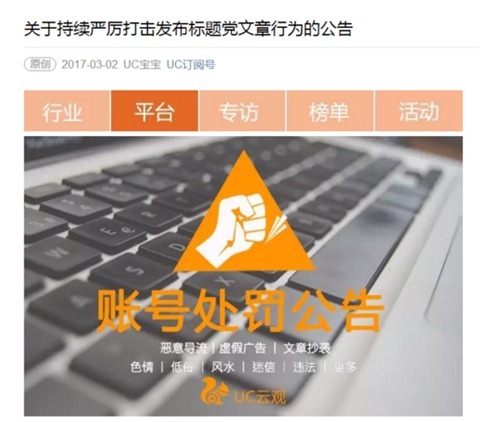 关于持续严厉打击发布标题党文章行为的公告
原创 2017-03-02 UC宝宝 UC订阅号
行业 平台 专访 榜单 活动
账号处罚公告
恶意导流 | 虚假广告 | 文章抄袭
色情 | 低俗 | 风水 | 迷信 | 违法 | 更多
UC云观